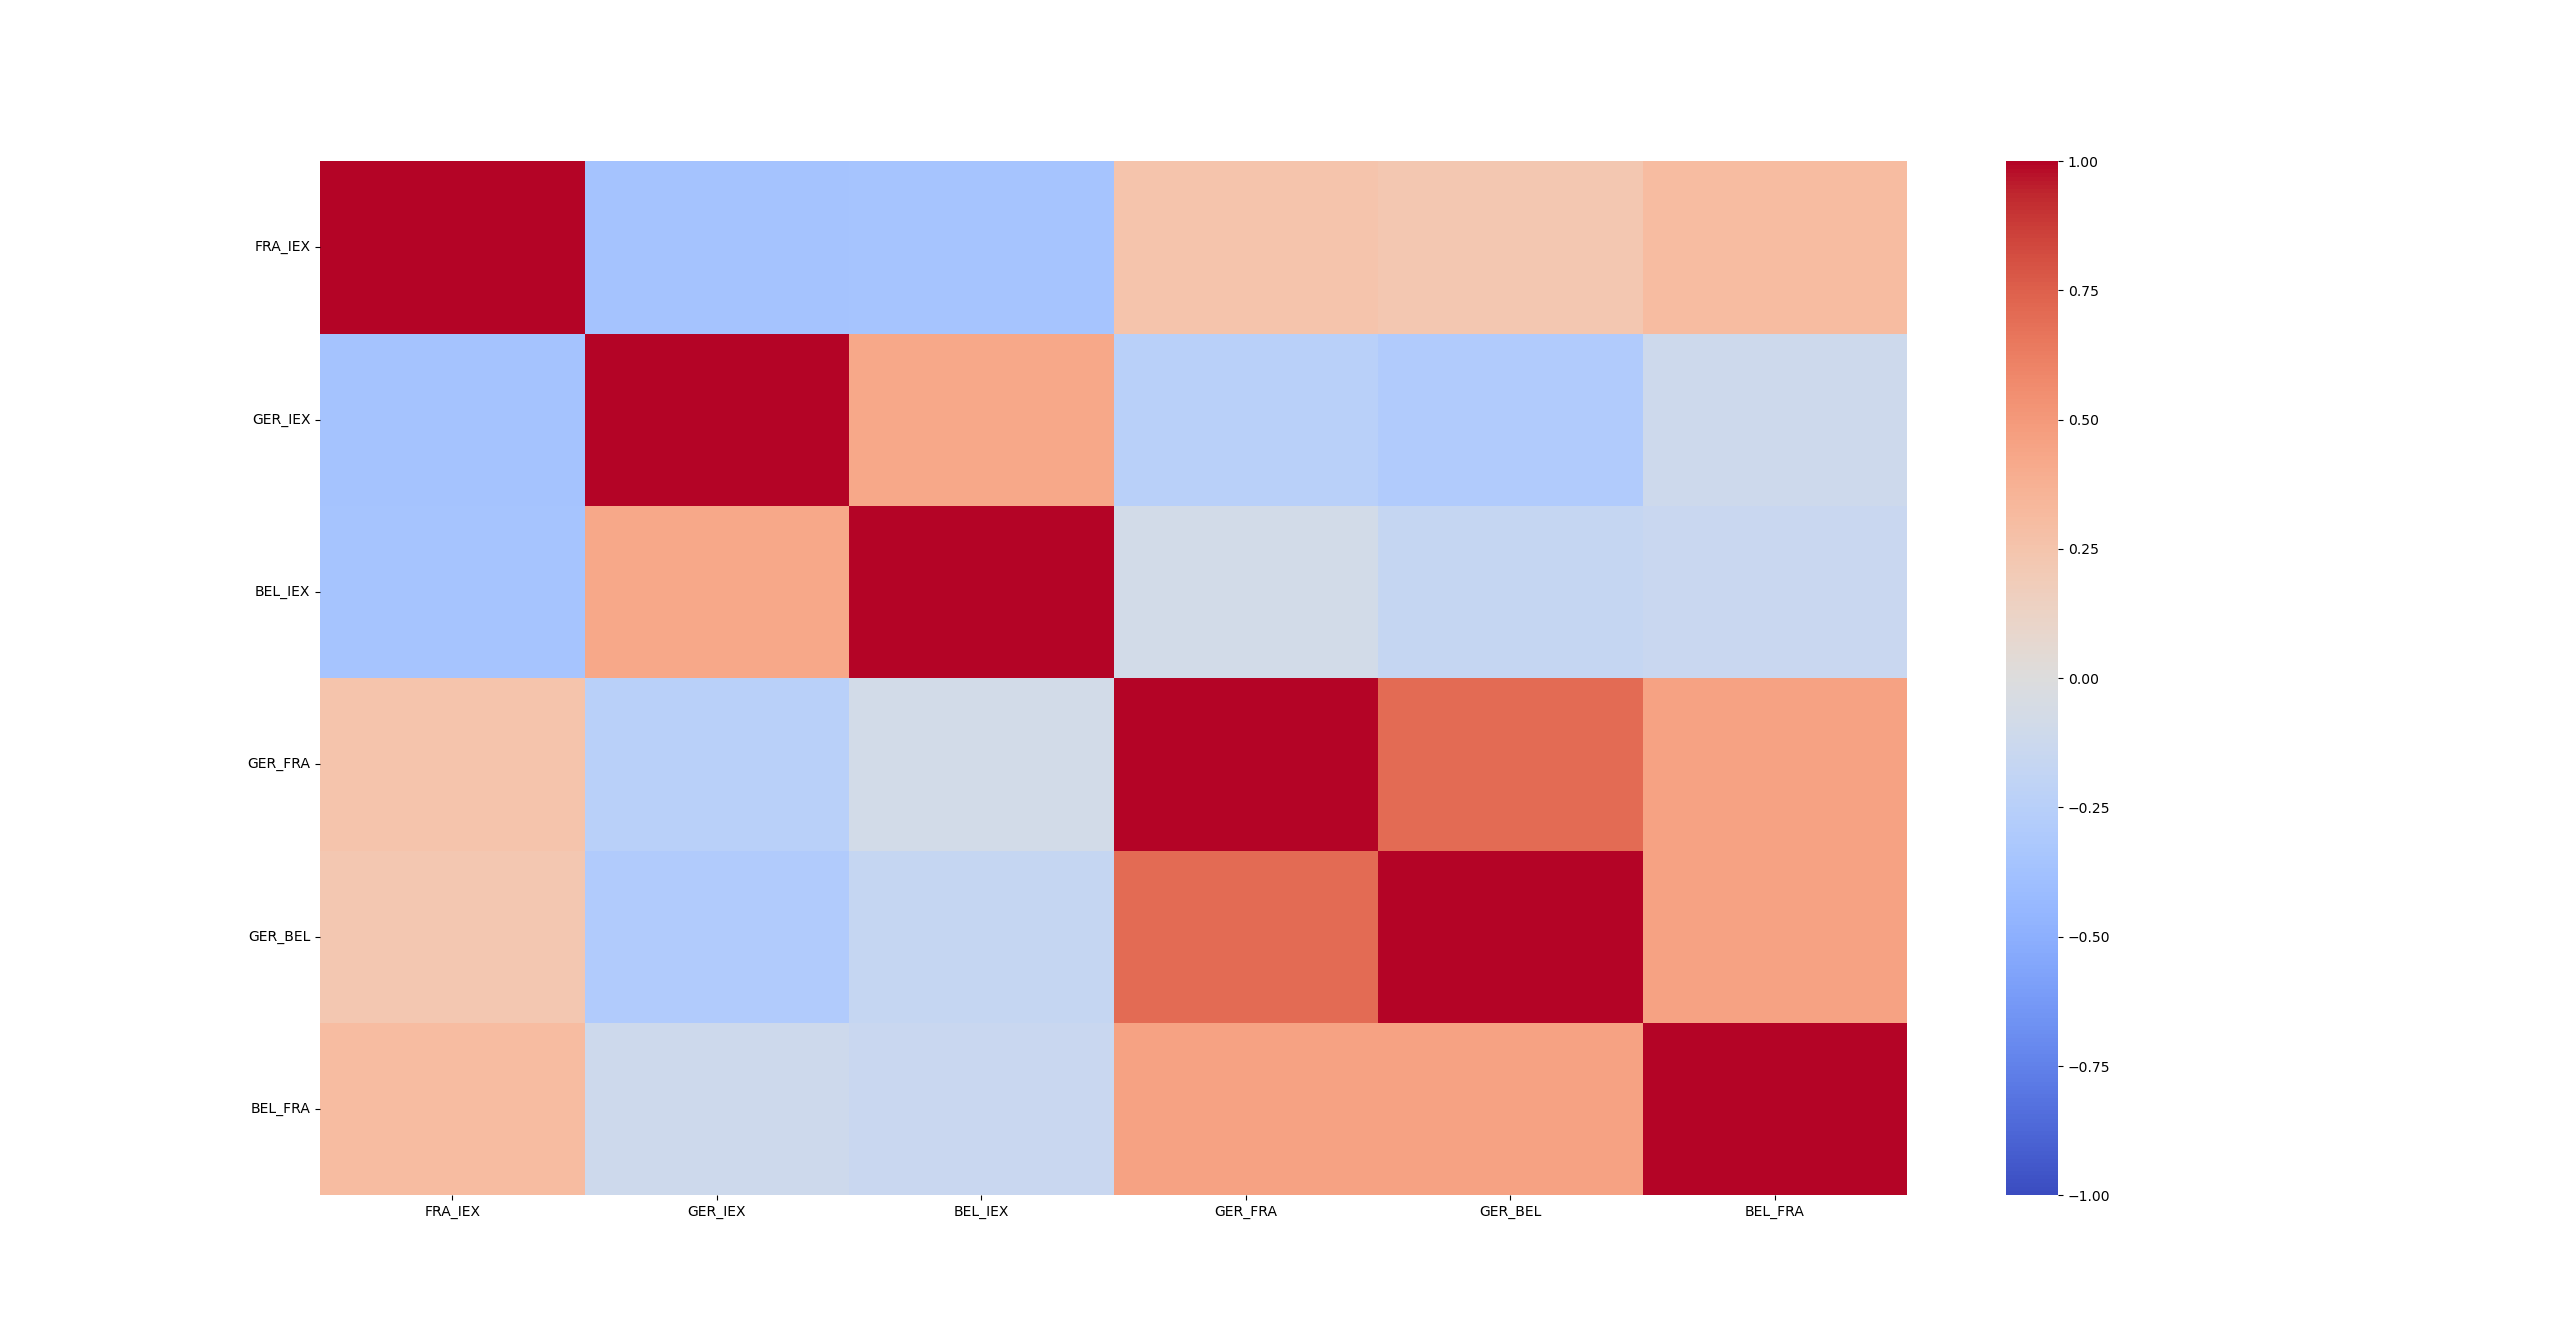 FRA_IEX
GER_IEX
BEL_IEX
GER_FRA
GER_BEL
BEL_FRA
FRA_IEX GER_IEX BEL_IEX GER_FRA GER_BEL BEL_FRA
1.00
0.75
0.50
0.25
0.00
−0.25
−0.50
−0.75
−1.00